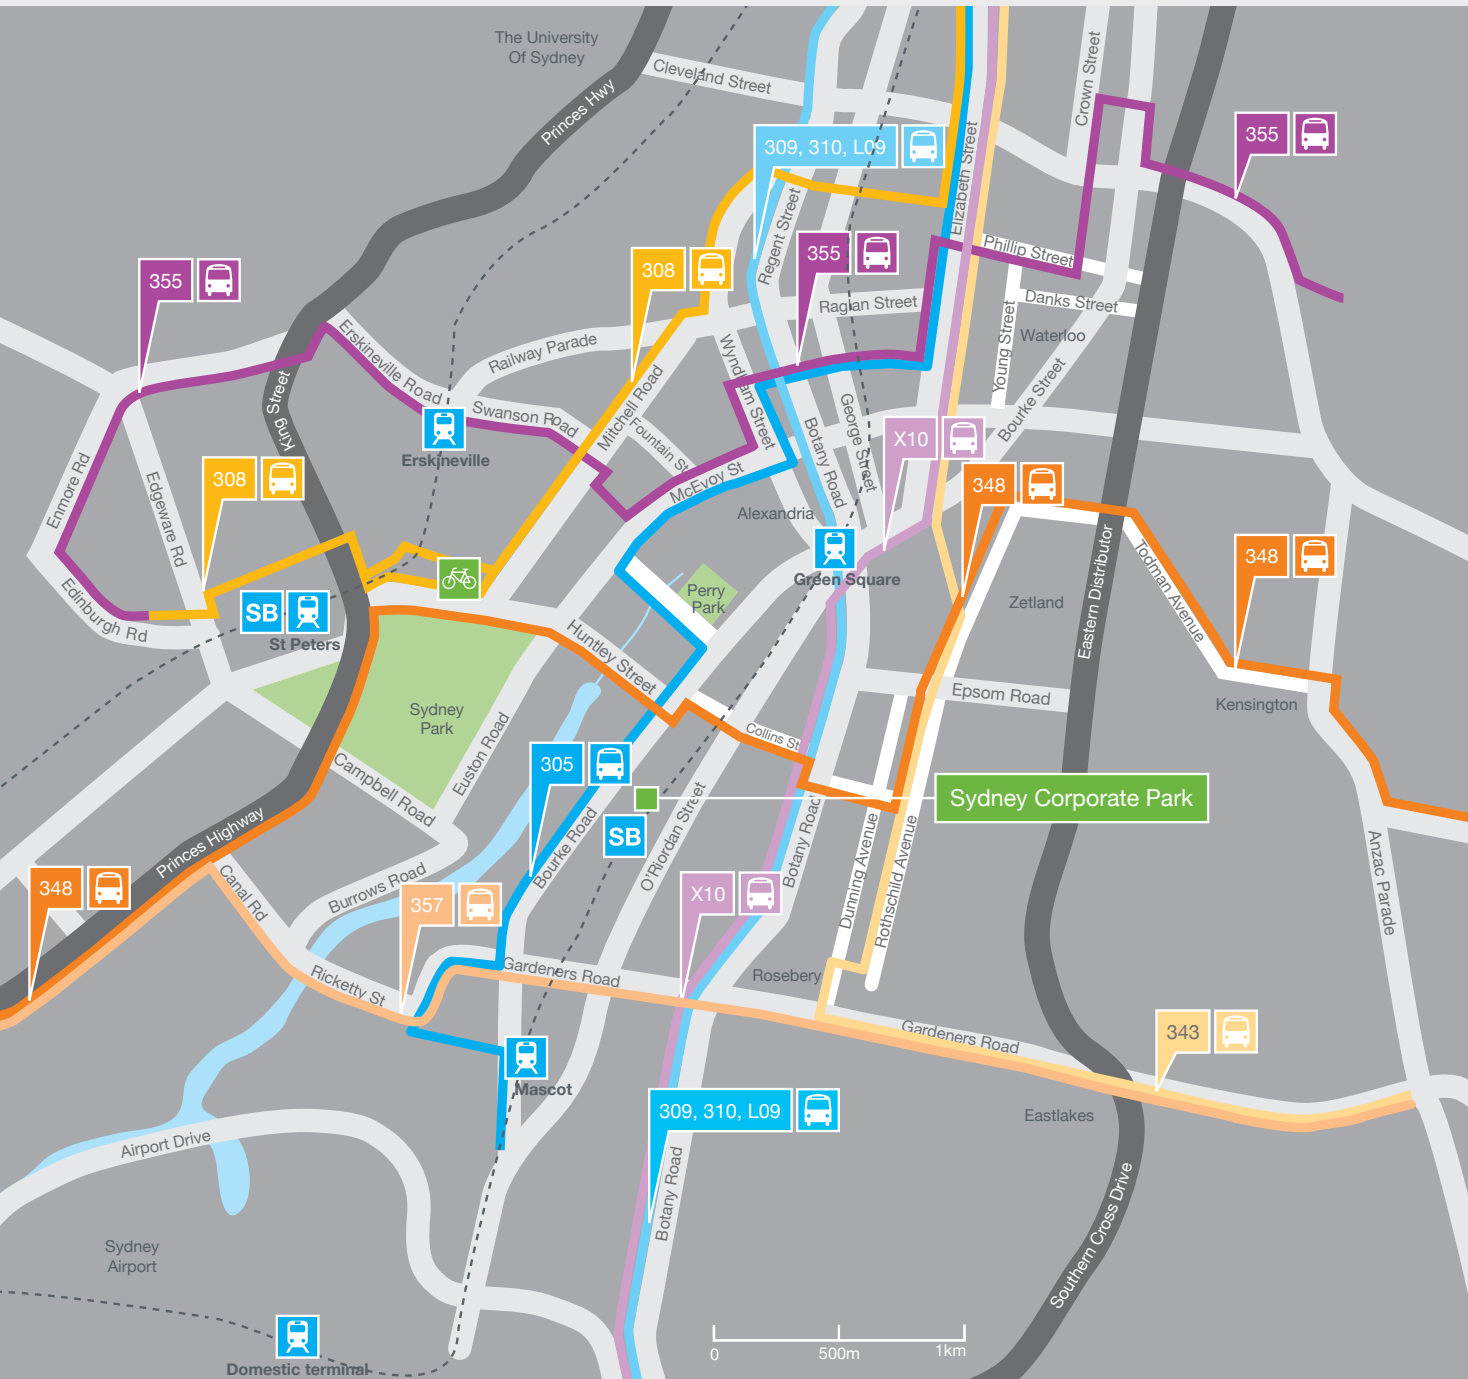 The University
Of Sydney
Cleveland Street
Crown Street
Princes Hwy
355
309, 310, L09
Elizabeth Street
Regent Street
Phillip Street
355
308
355
Danks Street
Raglan Street
Young Street
Waterloo
Erskineville Road
Railway Parade
Wyndham Street
Bourke Street
King Street
Swanson Road
Mitchell Road
Fountain St
George Street
Botany Road
X10
Erskineville
McEvoy St
308
348
Enmore Rd
Edgeware Rd
Alexandria
Green Square
Todman Avenue
348
Eastern Distributor
Perry
Park
Zetland
Edinburgh Rd
SB
St Peters
Huntley Street
Epsom Road
Kensington
Sydney
Park
Collins St
Euston Road
Campbell Road
305
Sydney Corporate Park
SB
Bourke Road
O'Riordan Street
Botany Road
Dunning Avenue
Rothschild Avenue
Princes Highway
Anzac Parade
348
Canal Rd
Burrows Road
357
X10
Ricketty St
Gardeners Road
Rosebery
Gardeners Road
343
Mascot
309, 310, L09
Eastlakes
Airport Drive
Botany Road
Southern Cross Drive
Sydney
Airport
0
500m
1km
Domestic terminal